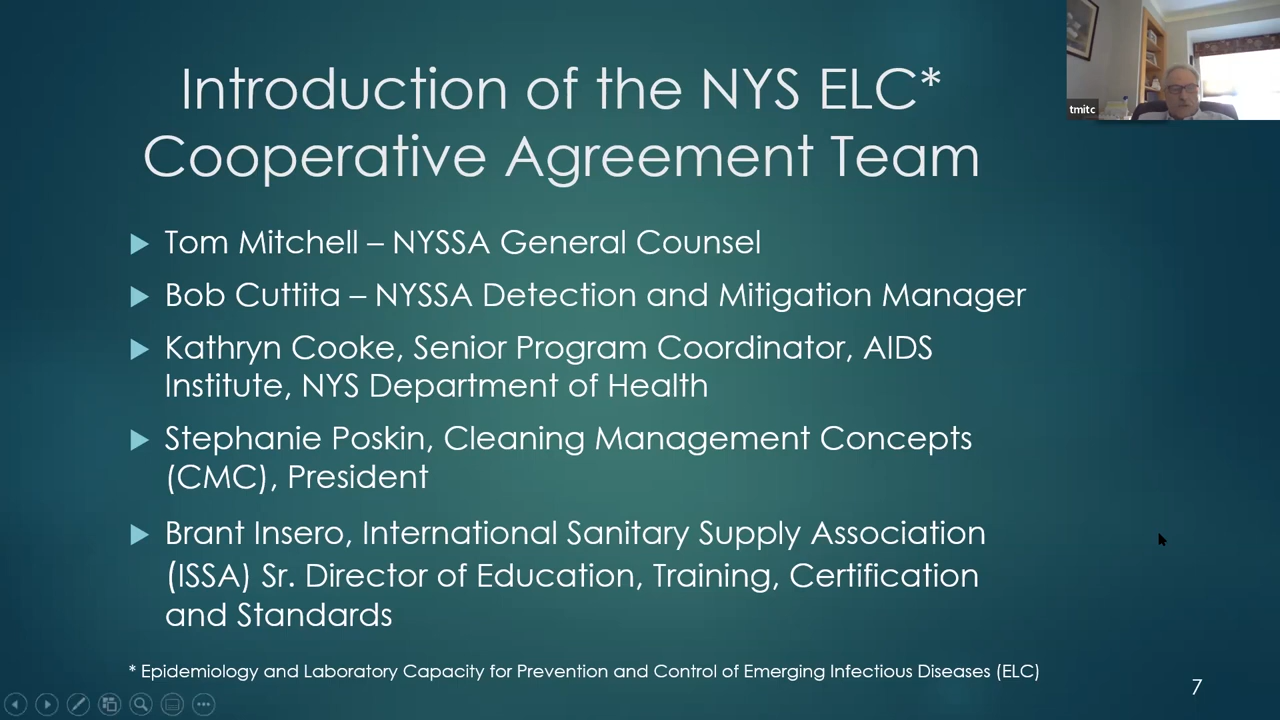 Introduction of the NYS ELC*
Cooperative Agreement Team
tmitc
Tom Mitchell – NYSSA General Counsel
Bob Cuttita – NYSSA Detection and Mitigation Manager
Kathryn Cooke, Senior Program Coordinator, AIDS
Institute, NYS Department of Health
Stephanie Poskin, Cleaning Management Concepts
(CMC), President
Brant Insero, International Sanitary Supply Association
(ISSA) Sr. Director of Education, Training, Certification
and Standards
* Epidemiology and Laboratory Capacity for Prevention and Control of Emerging Infectious Diseases (ELC)
7